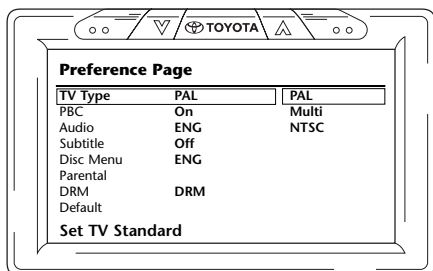 TOYOTA
Preference Page
TV Type PAL PAL
PBC On Multi
Audio ENG NTSC
Subtitle Off
Disc Menu ENG
Parental
DRM DRM
Default
Set TV Standard